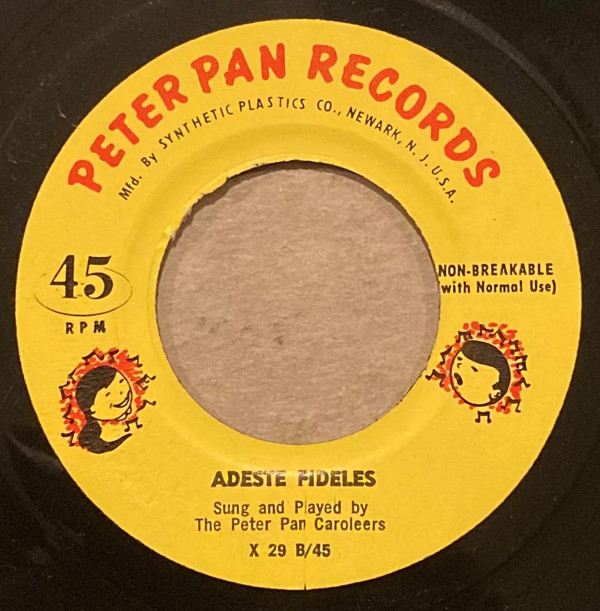 PETER PAN RECORDS
Mfd. By SYNTHETIC PLASTICS CO., NEWARK, N. J. U.S.A.
45
RPM
NON-BREAKABLE
(with Normal Use)
ADESTE FIDELES
Sung and Played by
The Peter Pan Caroleers
X 29 B/45